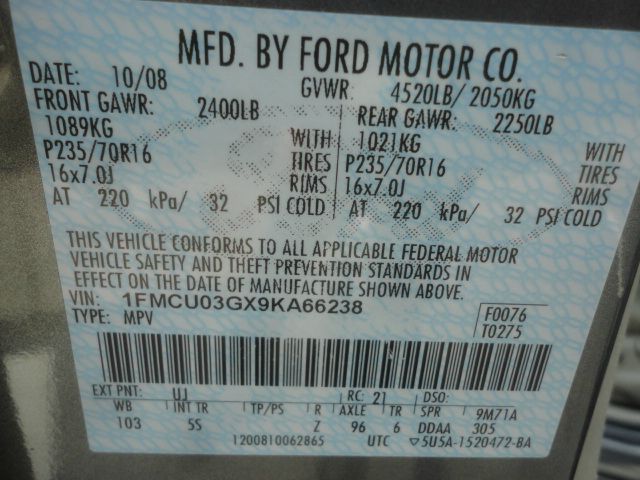 MFD. BY FORD MOTOR CO.
DATE: 10/08 GVWR: 4520LB/ 2050KG
FRONT GAWR: 2400LB REAR GAWR: 2250LB
1089KG WITH 1021KG WITH
P235/70R16 TIRES P235/70R16 TIRES
16x7.0J RIMS 16x7.0J RIMS
AT 220 kPa/ 32 PSI COLD AT 220 kPa/ 32 PSI COLD
THIS VEHICLE CONFORMS TO ALL APPLICABLE FEDERAL MOTOR
VEHICLE SAFETY AND THEFT PREVENTION STANDARDS IN
EFFECT ON THE DATE OF MANUFACTURE SHOWN ABOVE.
VIN: 1FMCU03GX9KA66238 F0076
TYPE: MPV T0275
EXT PNT: UJ RC: 21 DSO:
WB INT TR TP/PS R AXLE TR SPR 9M71A
103 5S Z 96 6 DDAA 305
1200810062865 UTC ▽5U5A-1520472-BA